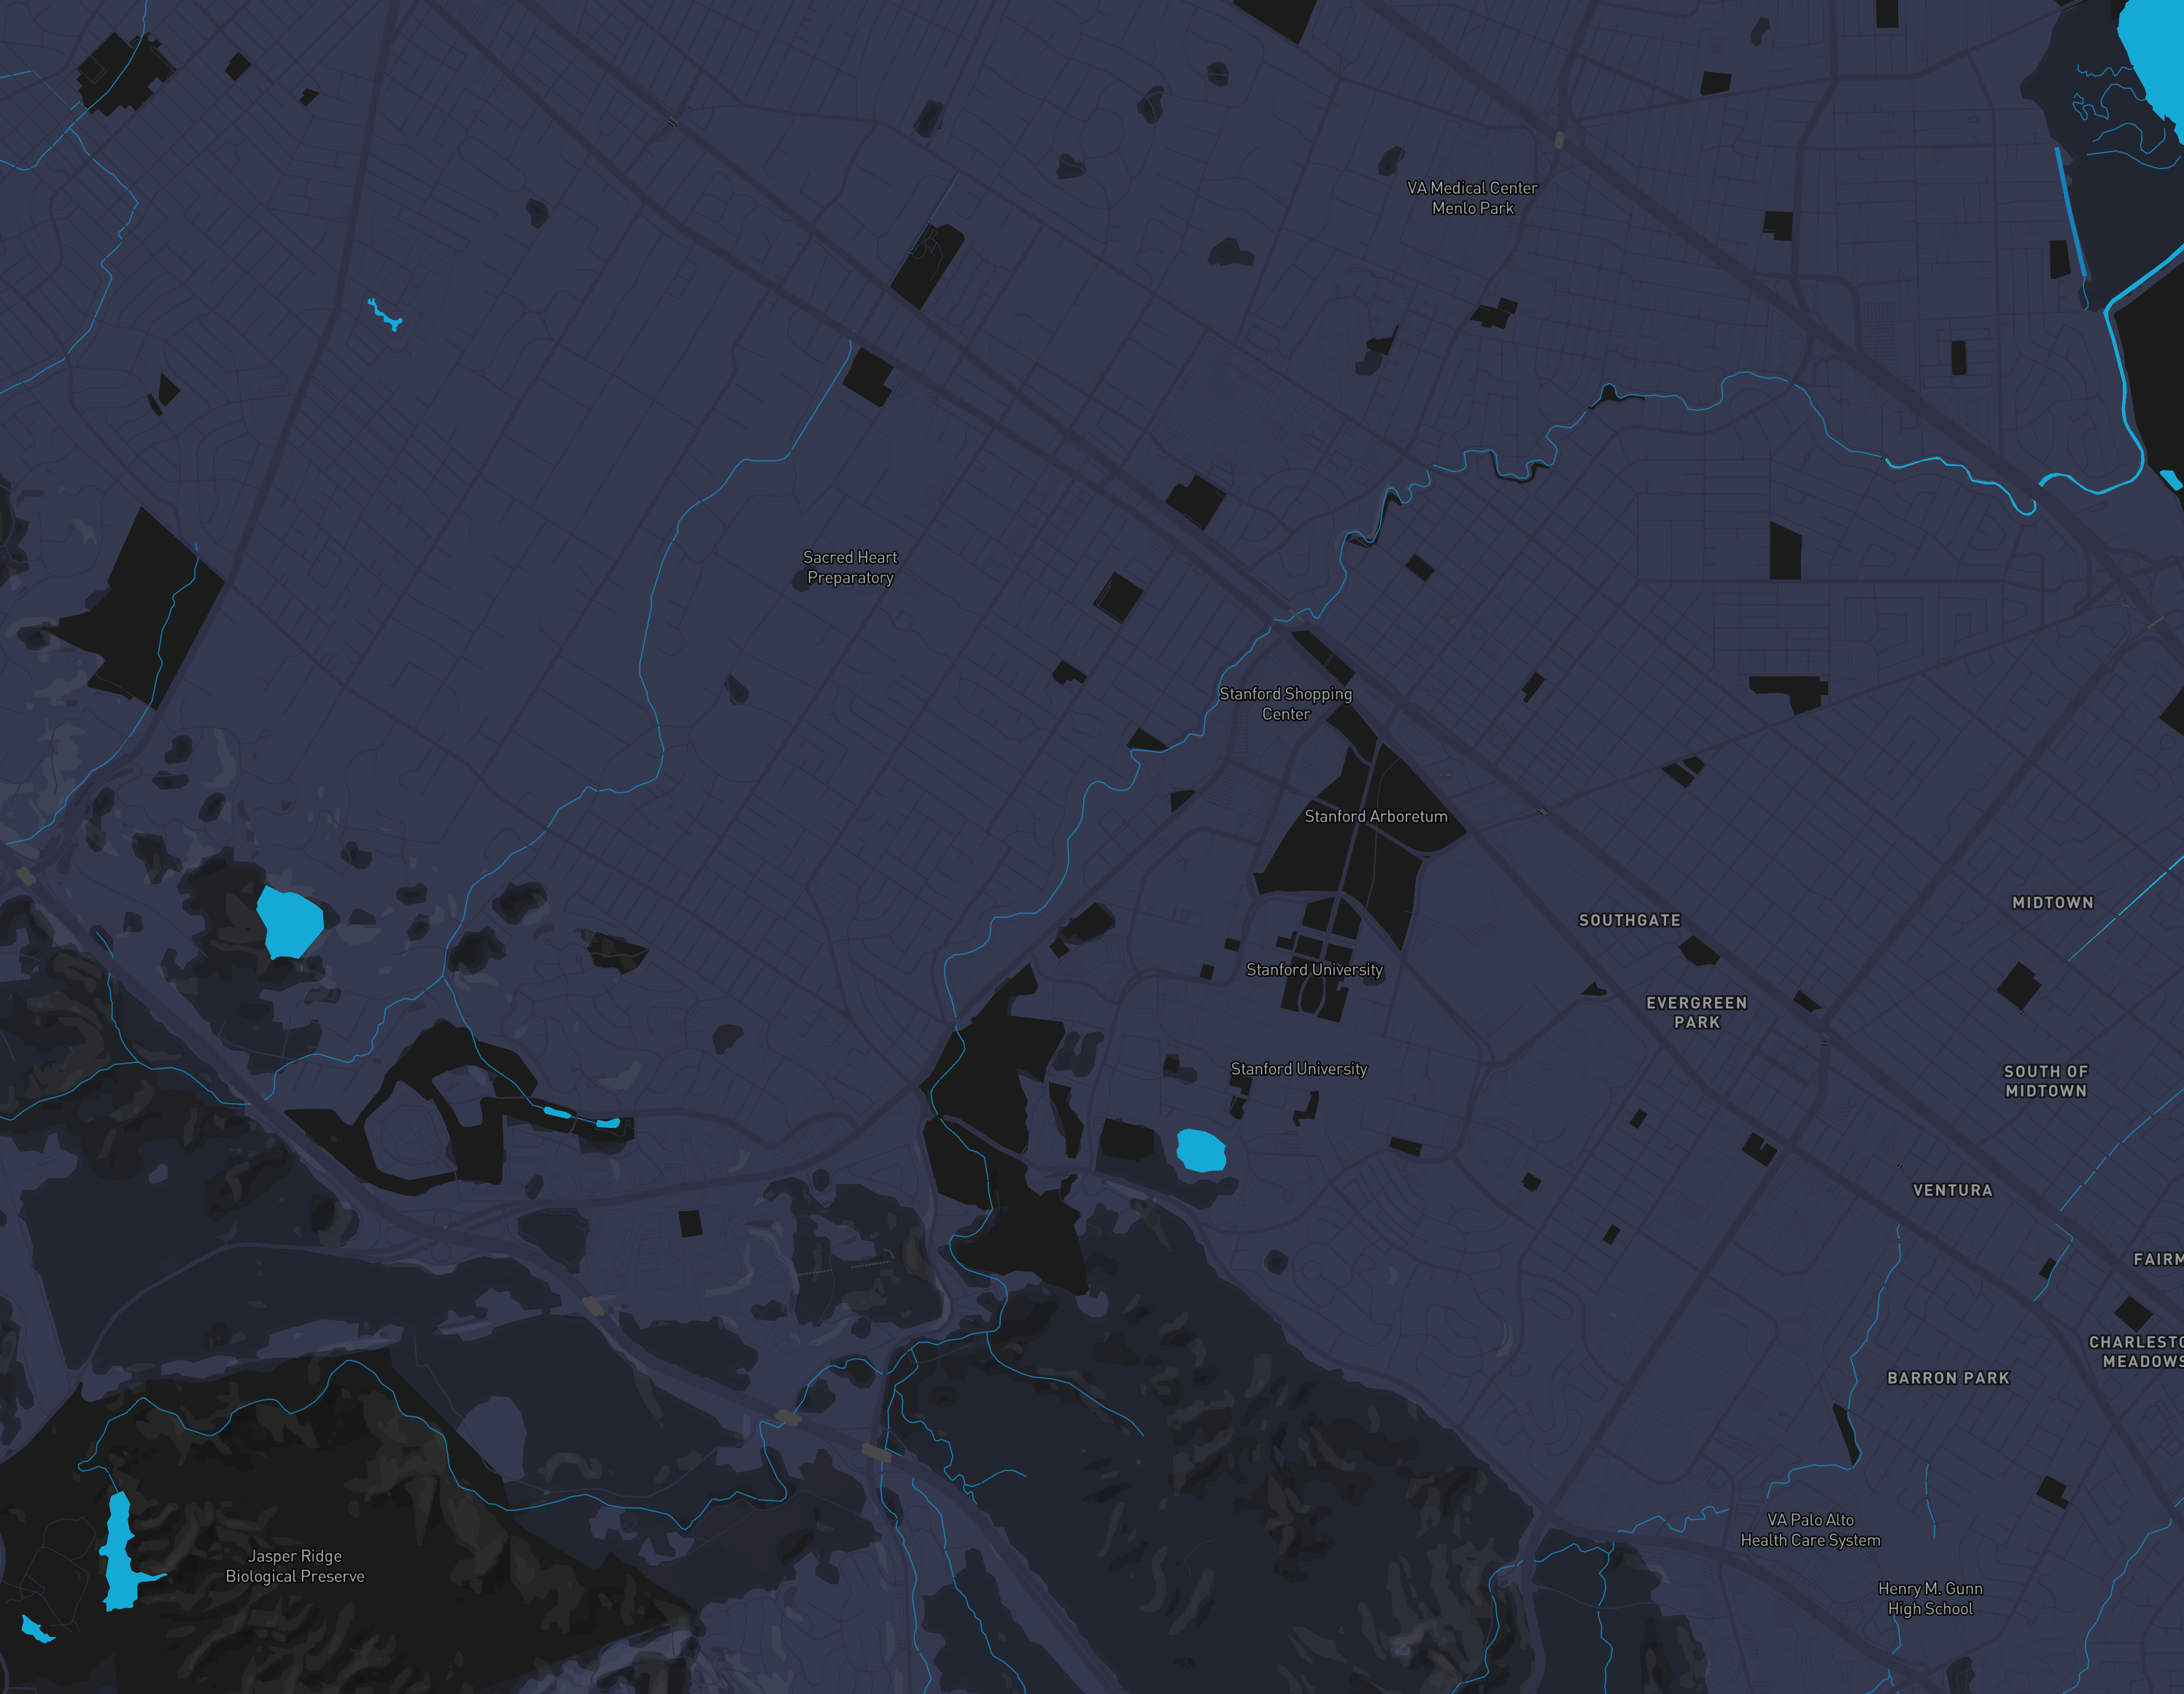 VA Medical Center
Menlo Park
Sacred Heart
Preparatory
Stanford Shopping
Center
Stanford Arboretum
MIDTOWN
SOUTHGATE
Stanford University
EVERGREEN
PARK
Stanford University
SOUTH OF
MIDTOWN
VENTURA
FAIRM
CHARLESTO
MEADOWS
BARRON PARK
VA Palo Alto
Health Care System
Jasper Ridge
Biological Preserve
Henry M. Gunn
High School